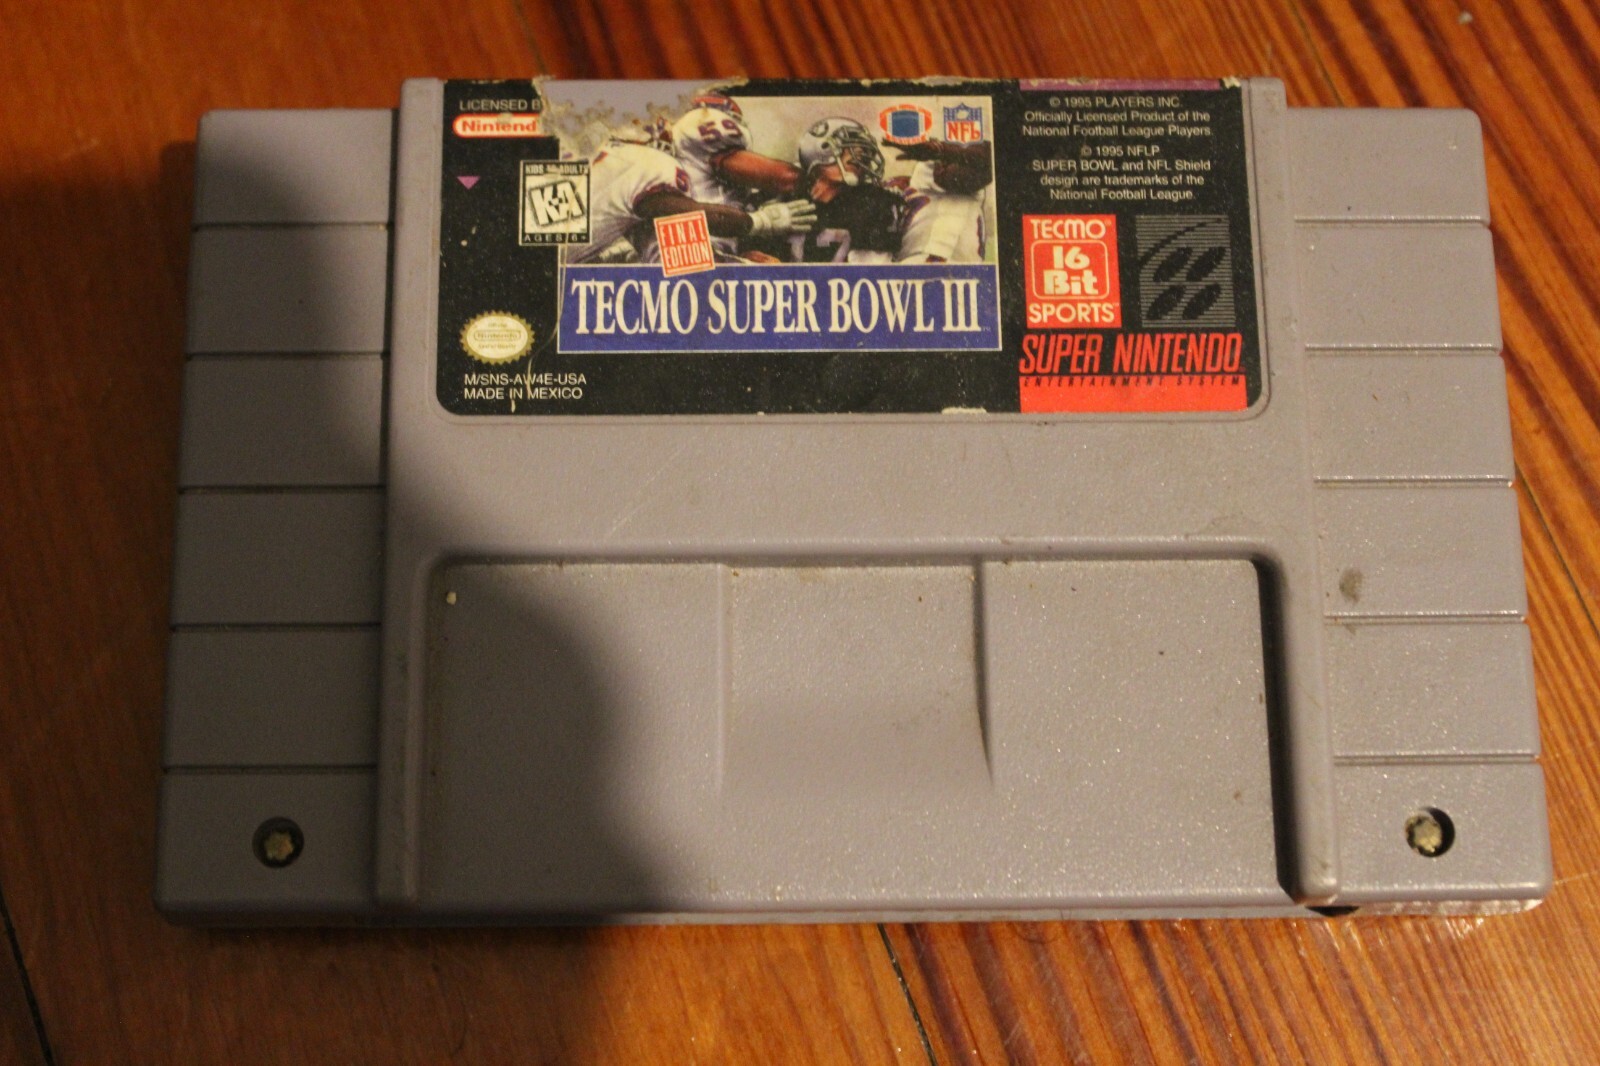 LICENSED B
Nintend
KIDS TO ADULTS
K-A
AGES 6+
59
NFL
FINAL
EDITION
TECMO SUPER BOWL III
M/SNS-AW4E-USA
MADE IN MEXICO
© 1995 PLAYERS INC.
Officially Licensed Product of the
National Football League Players.
© 1995 NFLP
SUPER BOWL and NFL Shield
design are trademarks of the
National Football League.
TECMO®
16
Bit
SPORTS™
SUPER NINTENDO
ENTERTAINMENT SYSTEM